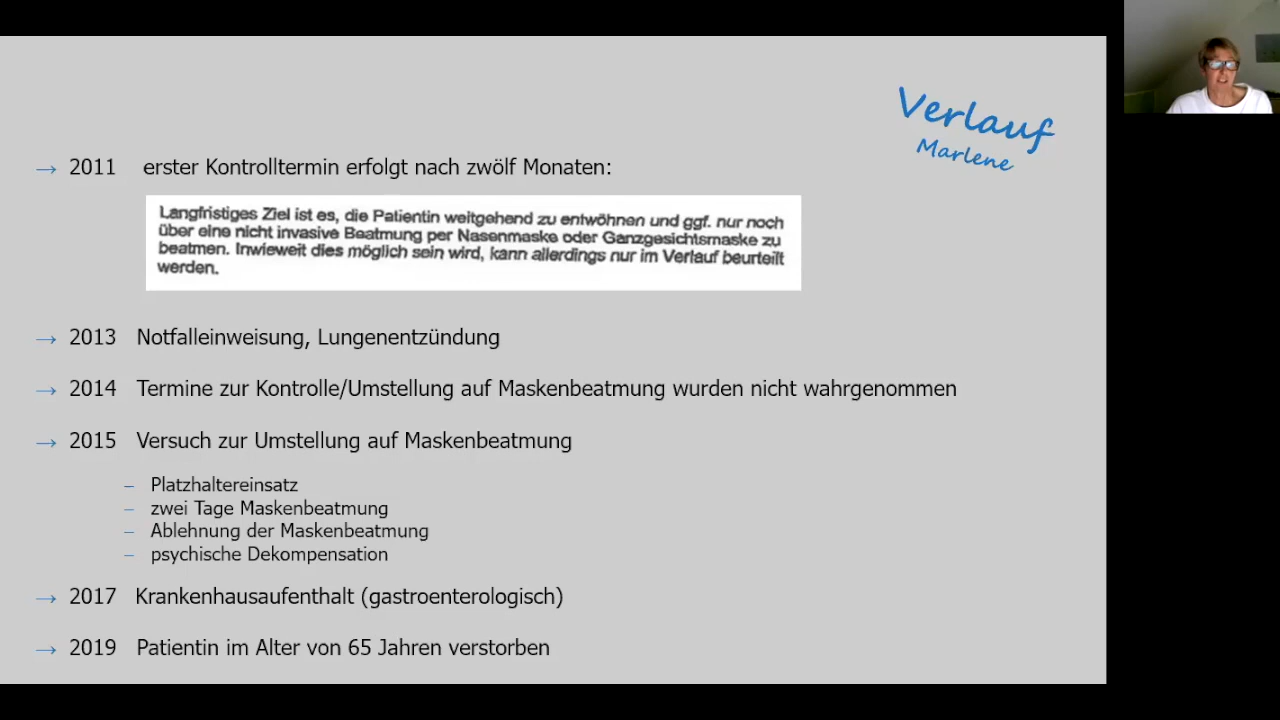 Verlauf
Marlene
→ 2011 erster Kontrolltermin erfolgt nach zwölf Monaten:
Langfristiges Ziel ist es, die Patientin weitgehend zu entwöhnen und ggf. nur noch
über eine nicht invasive Beatmung per Nasenmaske oder Ganzgesichtsmaske zu
beatmen. Inwieweit dies möglich sein wird, kann allerdings nur im Verlauf beurteilt
werden.
→ 2013 Notfalleinweisung, Lungenentzündung
→ 2014 Termine zur Kontrolle/Umstellung auf Maskenbeatmung wurden nicht wahrgenommen
→ 2015 Versuch zur Umstellung auf Maskenbeatmung
– Platzhaltereinsatz
– zwei Tage Maskenbeatmung
– Ablehnung der Maskenbeatmung
– psychische Dekompensation
→ 2017 Krankenhausaufenthalt (gastroenterologisch)
→ 2019 Patientin im Alter von 65 Jahren verstorben